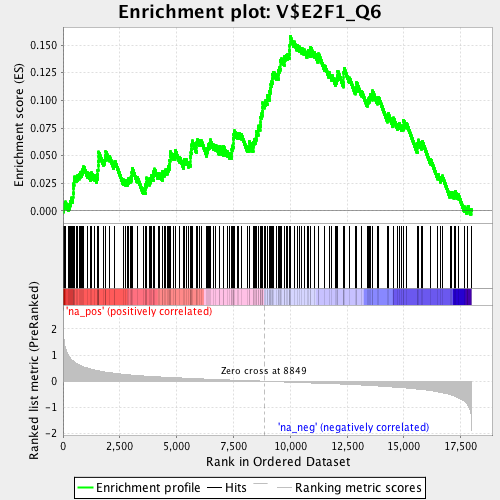 Enrichment plot: V$E2F1_Q6
Enrichment score (ES)
0.150
0.125
0.100
0.075
0.050
0.025
0.000
'na_pos' (positively correlated)
Ranked list metric (PreRanked)
2
1
0
-1
-2
Zero cross at 8849
'na_neg' (negatively correlated)
0
2,500
5,000
7,500
10,000
12,500
15,000
17,500
Rank in Ordered Dataset
Enrichment profile
Hits
Ranking metric scores